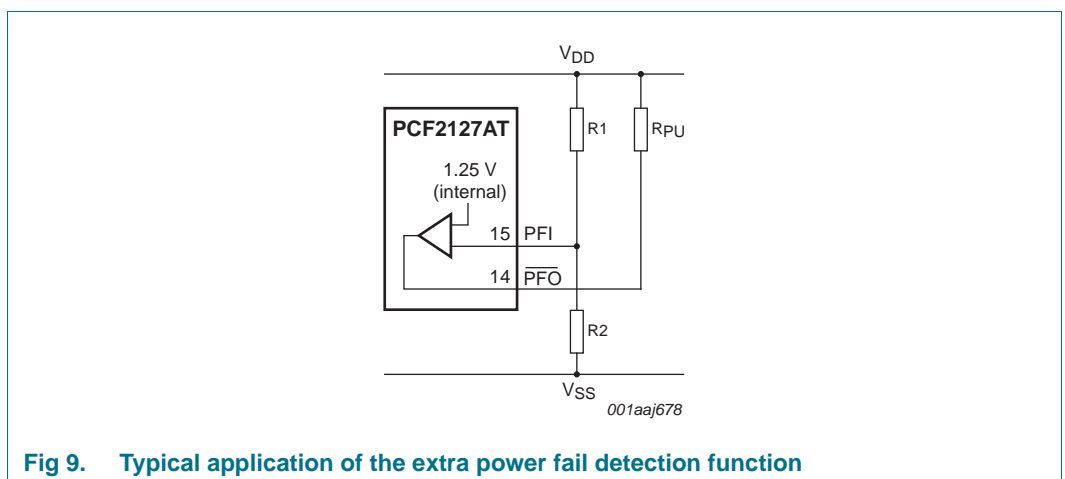 VDD
PCF2127AT
R1
RPU
1.25 V
(internal)
15 PFI
14 PFO
R2
VSS
001aaj678
Fig 9. Typical application of the extra power fail detection function